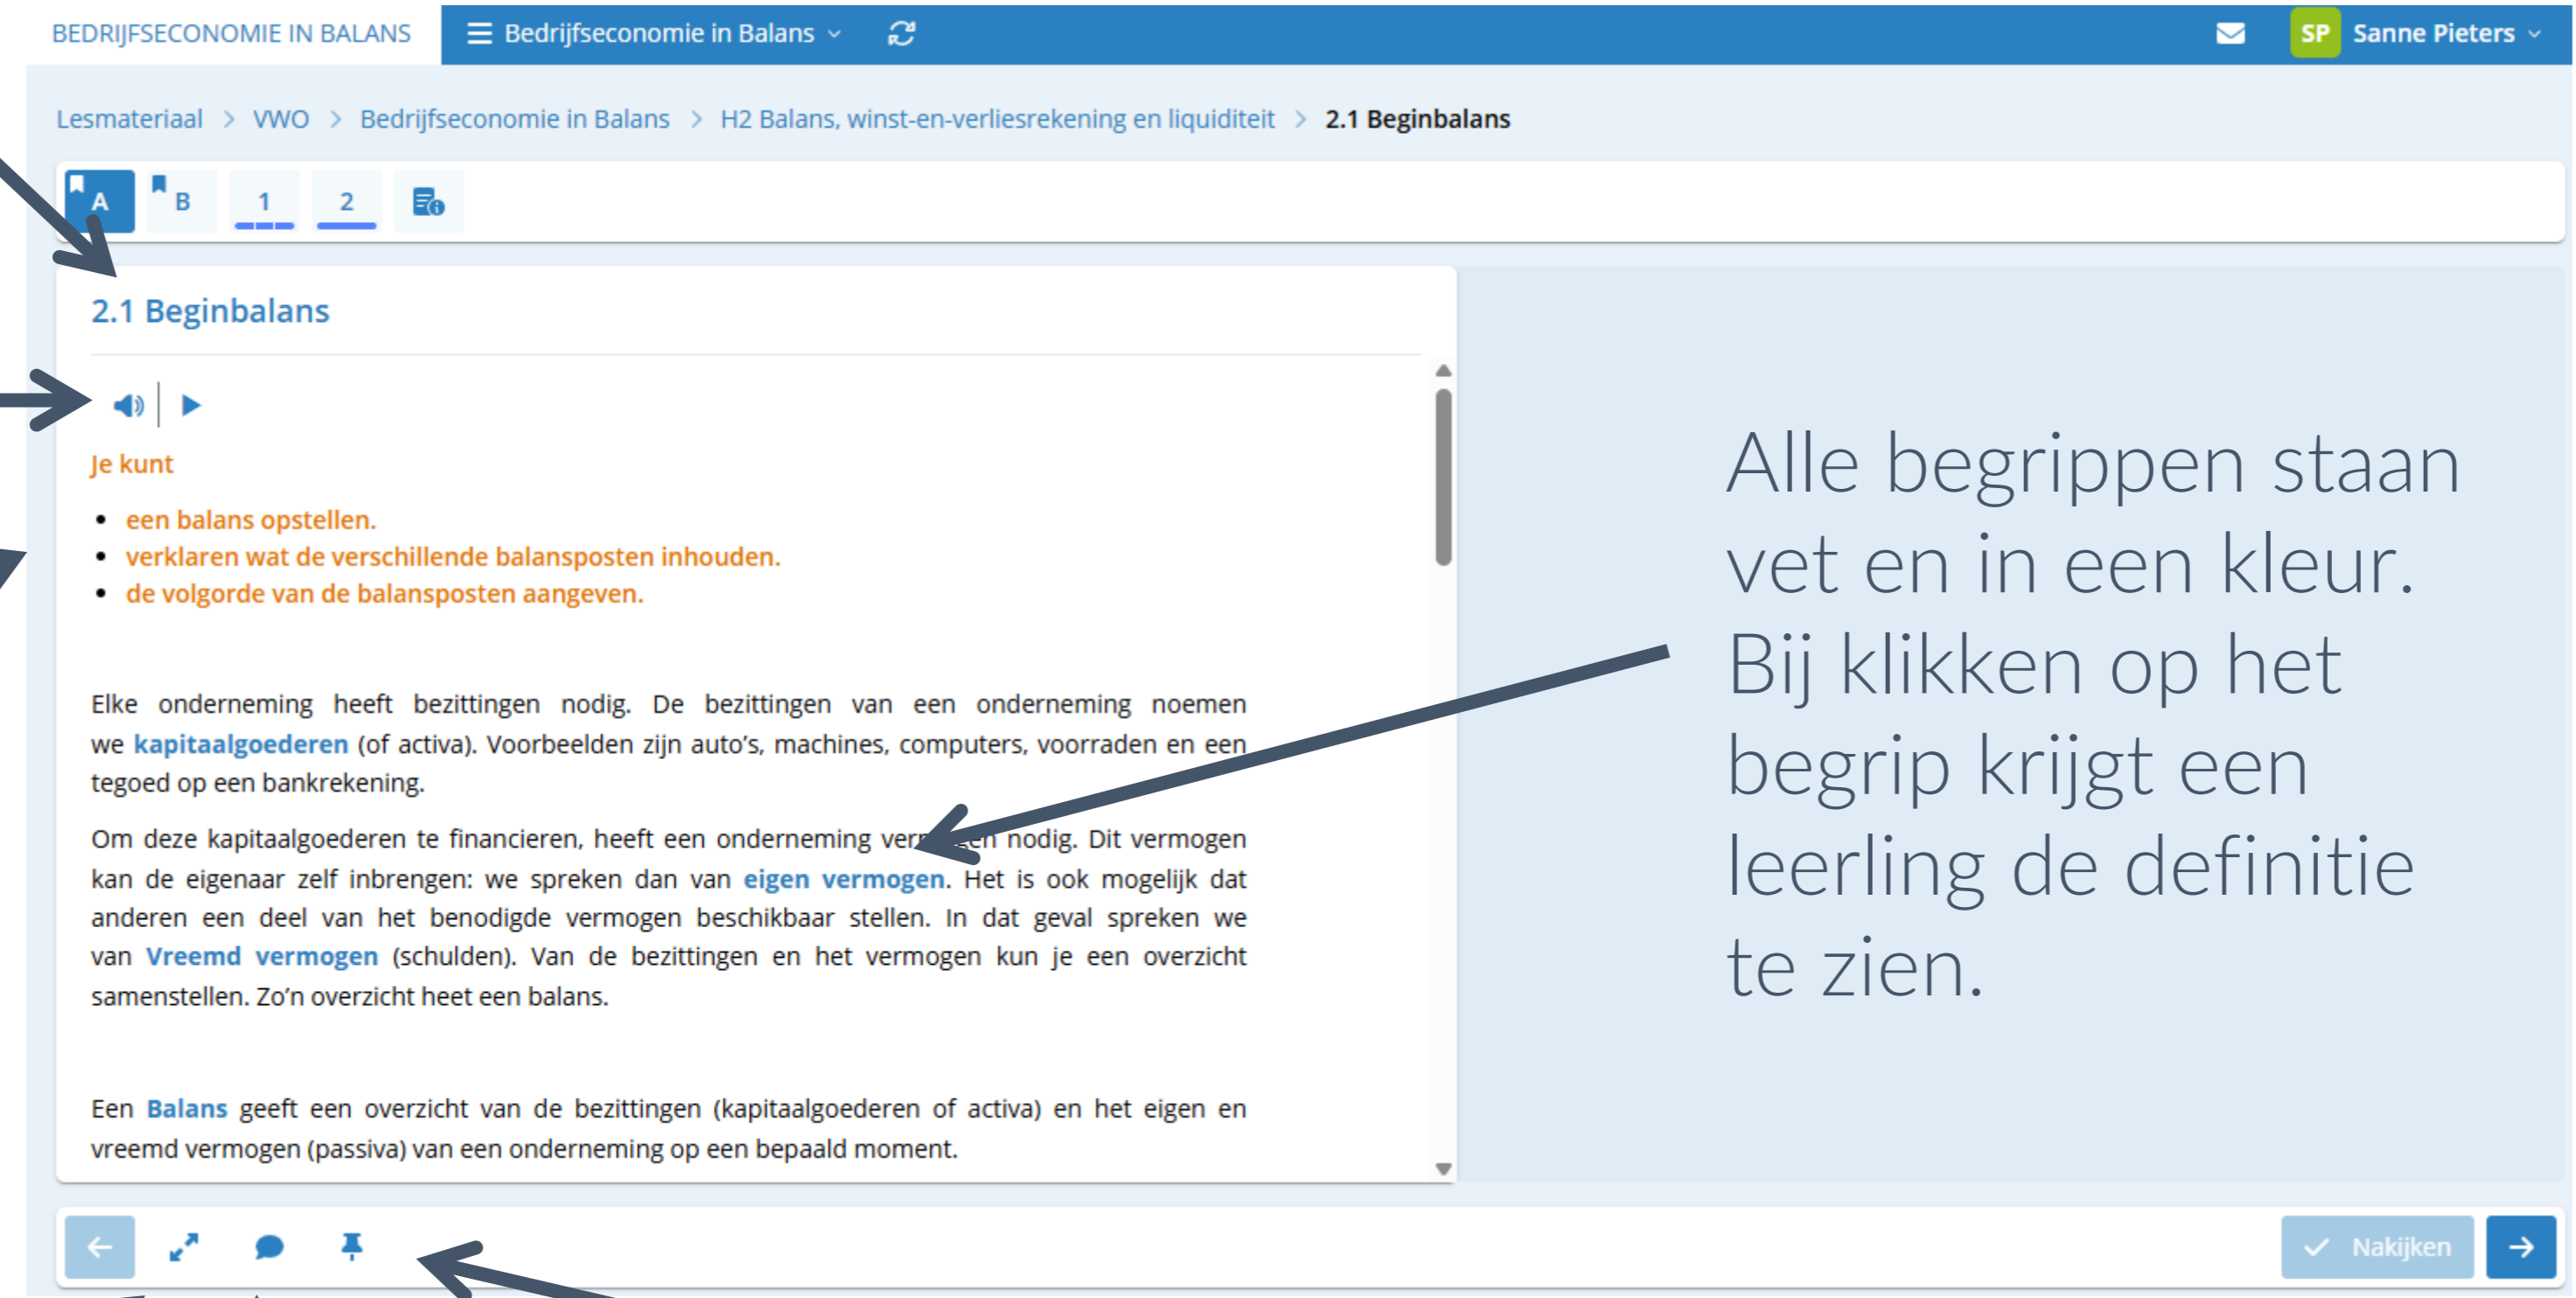 BEDRIJFSECONOMIE IN BALANS
Bedrijfseconomie in Balans
SP Sanne Pieters
Lesmateriaal > VWO > Bedrijfseconomie in Balans > H2 Balans, winst-en-verliesrekening en liquiditeit > 2.1 Beginbalans
A B 1 2
2.1 Beginbalans
Je kunt
• een balans opstellen.
• verklaren wat de verschillende balansposten inhouden.
• de volgorde van de balansposten aangeven.
Elke onderneming heeft bezittingen nodig. De bezittingen van een onderneming noemen
we kapitaalgoederen (of activa). Voorbeelden zijn auto's, machines, computers, voorraden en een
tegoed op een bankrekening.
Om deze kapitaalgoederen te financieren, heeft een onderneming vermogen nodig. Dit vermogen
kan de eigenaar zelf inbrengen: we spreken dan van eigen vermogen. Het is ook mogelijk dat
anderen een deel van het benodigde vermogen beschikbaar stellen. In dat geval spreken we
van Vreemd vermogen (schulden). Van de bezittingen en het vermogen kun je een overzicht
samenstellen. Zo'n overzicht heet een balans.
Een Balans geeft een overzicht van de bezittingen (kapitaalgoederen of activa) en het eigen en
vreemd vermogen (passiva) van een onderneming op een bepaald moment.
Alle begrippen staan
vet en in een kleur.
Bij klikken op het
begrip krijgt een
leerling de definitie
te zien.
Nakijken